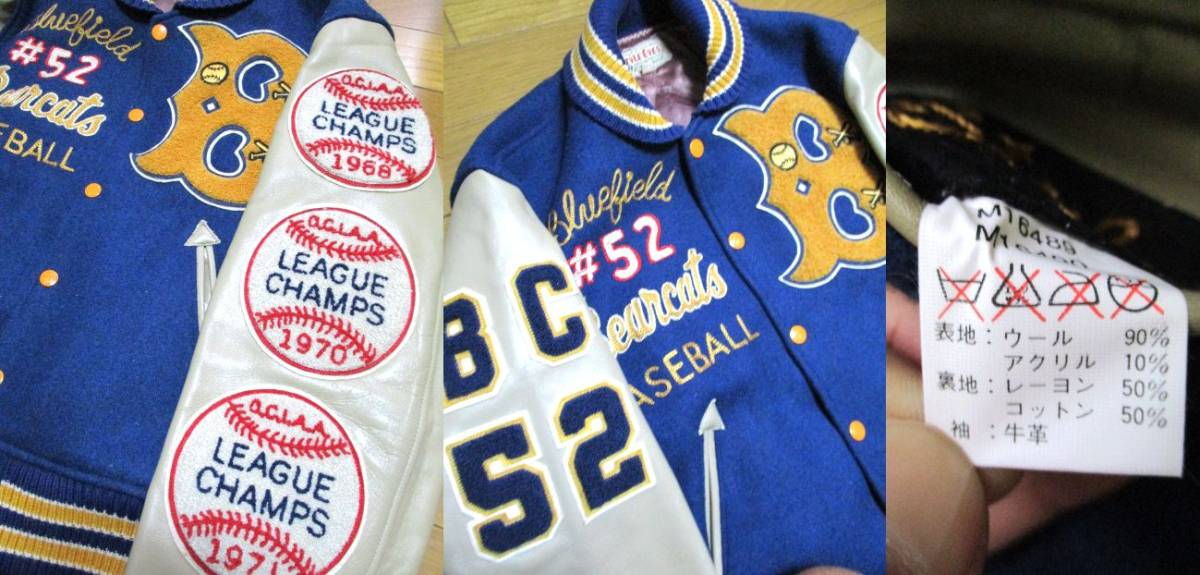 Bluefield
#52
Bearcats
BASEBALL
O.C.I.A.A.
LEAGUE
CHAMPS
1968
O.C.I.A.A.
LEAGUE
CHAMPS
1970
O.C.I.A.A.
LEAGUE
CHAMPS
1971
B
Bluefield
#52
Bearcats
BASEBALL
B
B C
52
M16489
表地：ウール 90%
アクリル 10%
裏地：レーヨン 50%
コットン 50%
袖 ：牛革